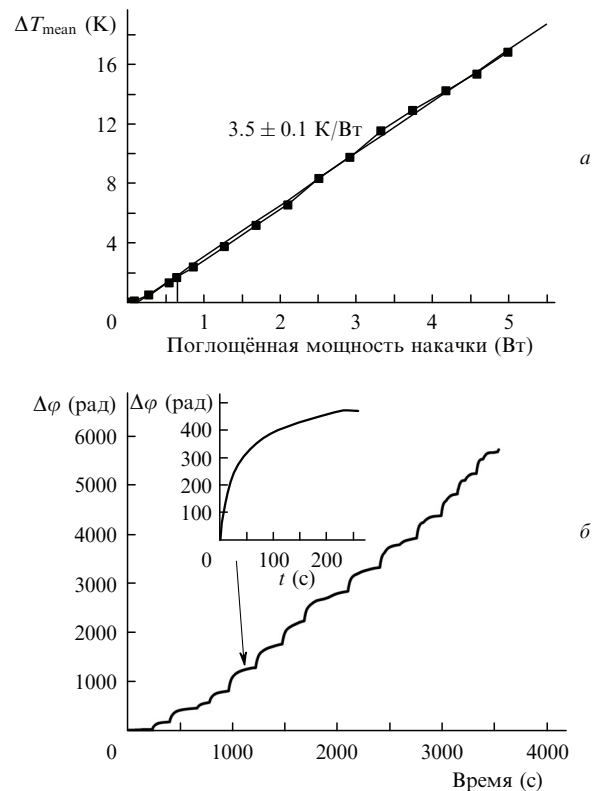 ΔT_mean (K)
16
12
8
4
0
3.5 ± 0.1 К/Вт
а
1 2 3 4 5
Поглощённая мощность накачки (Вт)
Δφ (рад)
6000
5000
4000
3000
2000
1000
0
Δφ (рад)
400
300
200
100
0 100 200
t (с)
б
1000 2000 3000 4000
Время (с)